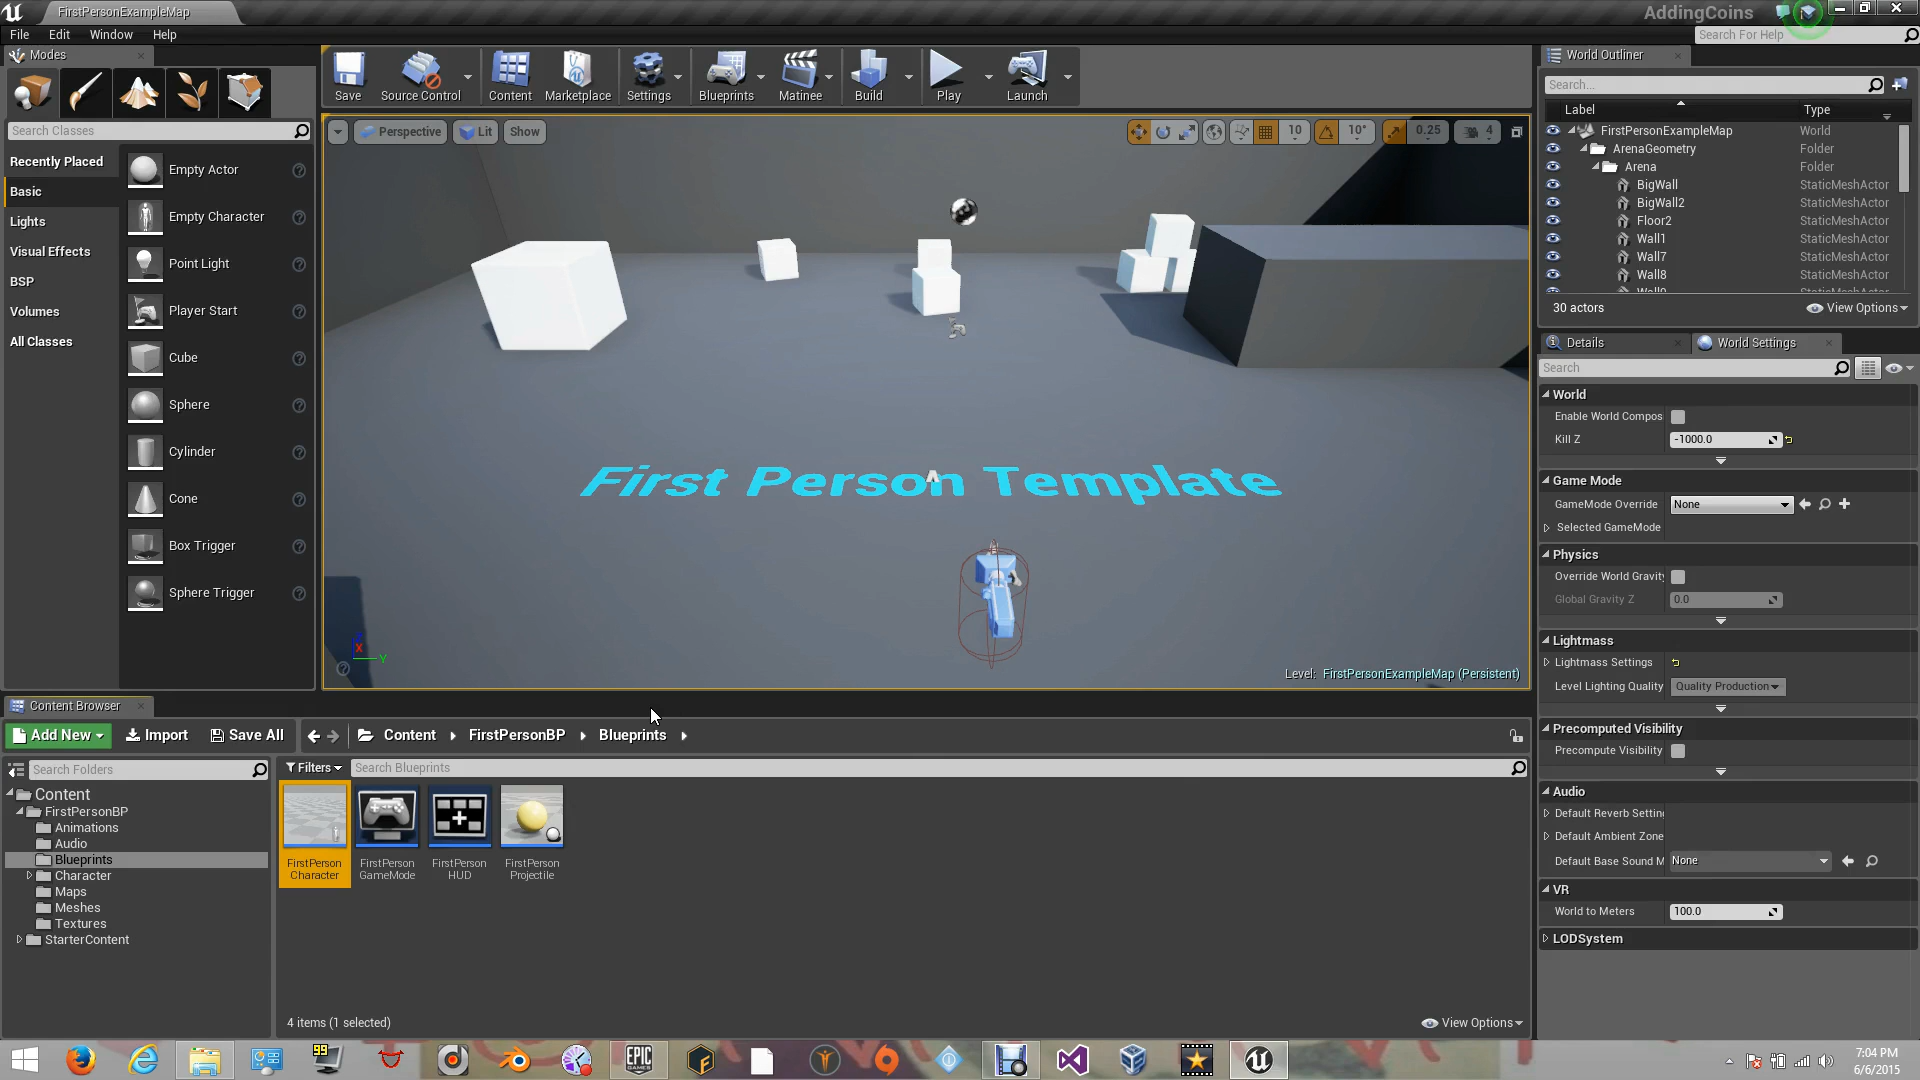 FirstPersonExampleMap
AddingCoins
File Edit Window Help
Search For Help
Modes
Search Classes
Recently Placed
Basic
Lights
Visual Effects
BSP
Volumes
All Classes
Empty Actor
Empty Character
Point Light
Player Start
Cube
Sphere
Cylinder
Cone
Box Trigger
Sphere Trigger
Save Source Control Content Marketplace Settings Blueprints Matinee Build Play Launch
Perspective Lit Show
10 10° 0.25 4
First Person Template
Z
X
Y
Level: FirstPersonExampleMap (Persistent)
World Outliner
Search...
Label Type
FirstPersonExampleMap World
ArenaGeometry Folder
Arena Folder
BigWall StaticMeshActor
BigWall2 StaticMeshActor
Floor2 StaticMeshActor
Wall1 StaticMeshActor
Wall7 StaticMeshActor
Wall8 StaticMeshActor
30 actors View Options
Details World Settings
Search
World
Enable World Compos
Kill Z -1000.0
Game Mode
GameMode Override None
Selected GameMode
Physics
Override World Gravity
Global Gravity Z 0.0
Lightmass
Lightmass Settings
Level Lighting Quality Quality Production
Precomputed Visibility
Precompute Visibility
Audio
Default Reverb Setting
Default Ambient Zone
Default Base Sound M None
VR
World to Meters 100.0
LODSystem
Content Browser
Add New Import Save All Content FirstPersonBP Blueprints
Search Folders
Content
FirstPersonBP
Animations
Audio
Blueprints
Character
Maps
Meshes
Textures
StarterContent
Filters Search Blueprints
FirstPerson
Character
FirstPerson
GameMode
FirstPerson
HUD
FirstPerson
Projectile
4 items (1 selected) View Options
99
EPIC
GAMES
7:04 PM
6/6/2015